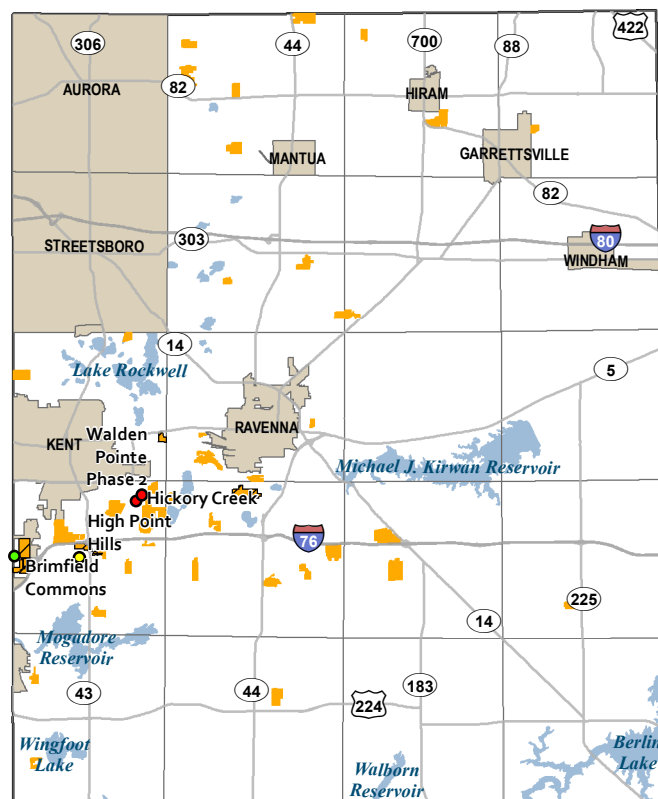 422
306
44
700
88
AURORA
82
HIRAM
MANTUA
GARRETTSVILLE
82
STREETSBORO
303
80
WINDHAM
14
Lake Rockwell
5
KENT
Walden
Pointe
Phase 2
RAVENNA
Michael J. Kirwan Reservoir
Hickory Creek
High Point
Hills
76
Brimfield
Commons
225
14
Mogadore
Reservoir
43
44
183
224
Wingfoot
Lake
Walborn
Reservoir
Berlin
Lake